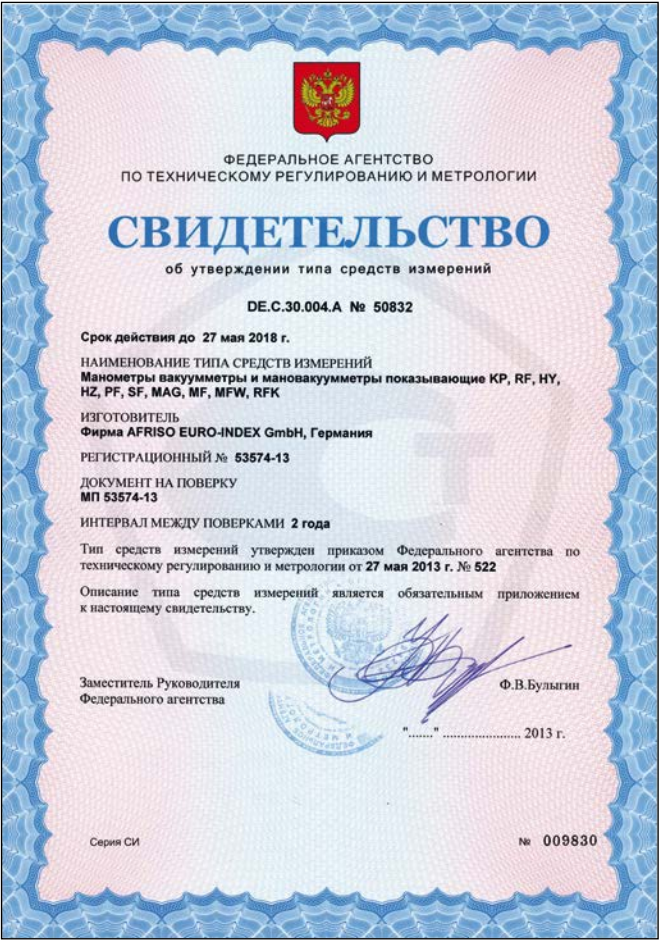 ФЕДЕРАЛЬНОЕ АГЕНТСТВО
ПО ТЕХНИЧЕСКОМУ РЕГУЛИРОВАНИЮ И МЕТРОЛОГИИ
СВИДЕТЕЛЬСТВО
об утверждении типа средств измерений
DE.C.30.004.A № 50832
Срок действия до 27 мая 2018 г.
НАИМЕНОВАНИЕ ТИПА СРЕДСТВ ИЗМЕРЕНИЙ
Манометры вакуумметры и мановакуумметры показывающие KP, RF, HY,
HZ, PF, SF, MAG, MF, MFW, RFK
ИЗГОТОВИТЕЛЬ
Фирма AFRISO EURO-INDEX GmbH, Германия
РЕГИСТРАЦИОННЫЙ № 53574-13
ДОКУМЕНТ НА ПОВЕРКУ
МП 53574-13
ИНТЕРВАЛ МЕЖДУ ПОВЕРКАМИ 2 года
Тип средств измерений утвержден приказом Федерального агентства по
техническому регулированию и метрологии от 27 мая 2013 г. № 522
Описание типа средств измерений является обязательным приложением
к настоящему свидетельству.
Заместитель Руководителя
Федерального агентства
Ф.В.Булыгин
"......." ...................... 2013 г.
Серия СИ
№ 009830